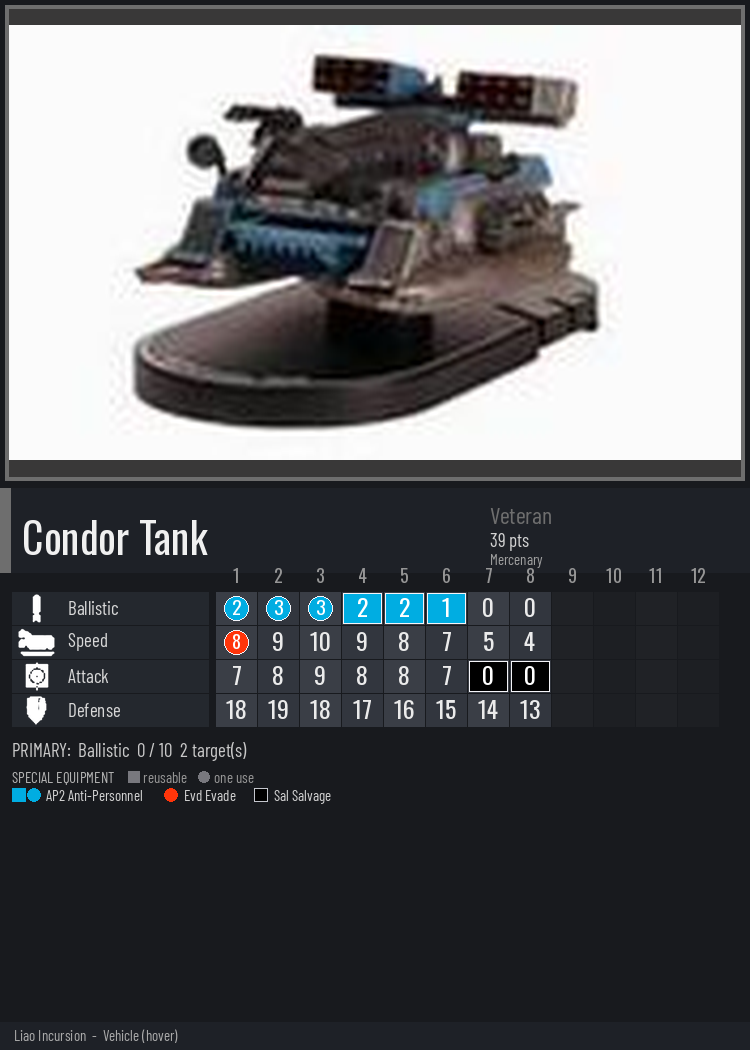 Condor Tank
Veteran
39 pts
Mercenary
1 2 3 4 5 6 7 8 9 10 11 12
Ballistic 2 3 3 2 2 1 0 0
Speed 8 9 10 9 8 7 5 4
Attack 7 8 9 8 8 7 0 0
Defense 18 19 18 17 16 15 14 13
PRIMARY: Ballistic 0 / 10 2 target(s)
SPECIAL EQUIPMENT reusable one use
AP2 Anti-Personnel Evd Evade Sal Salvage
Liao Incursion - Vehicle (hover)